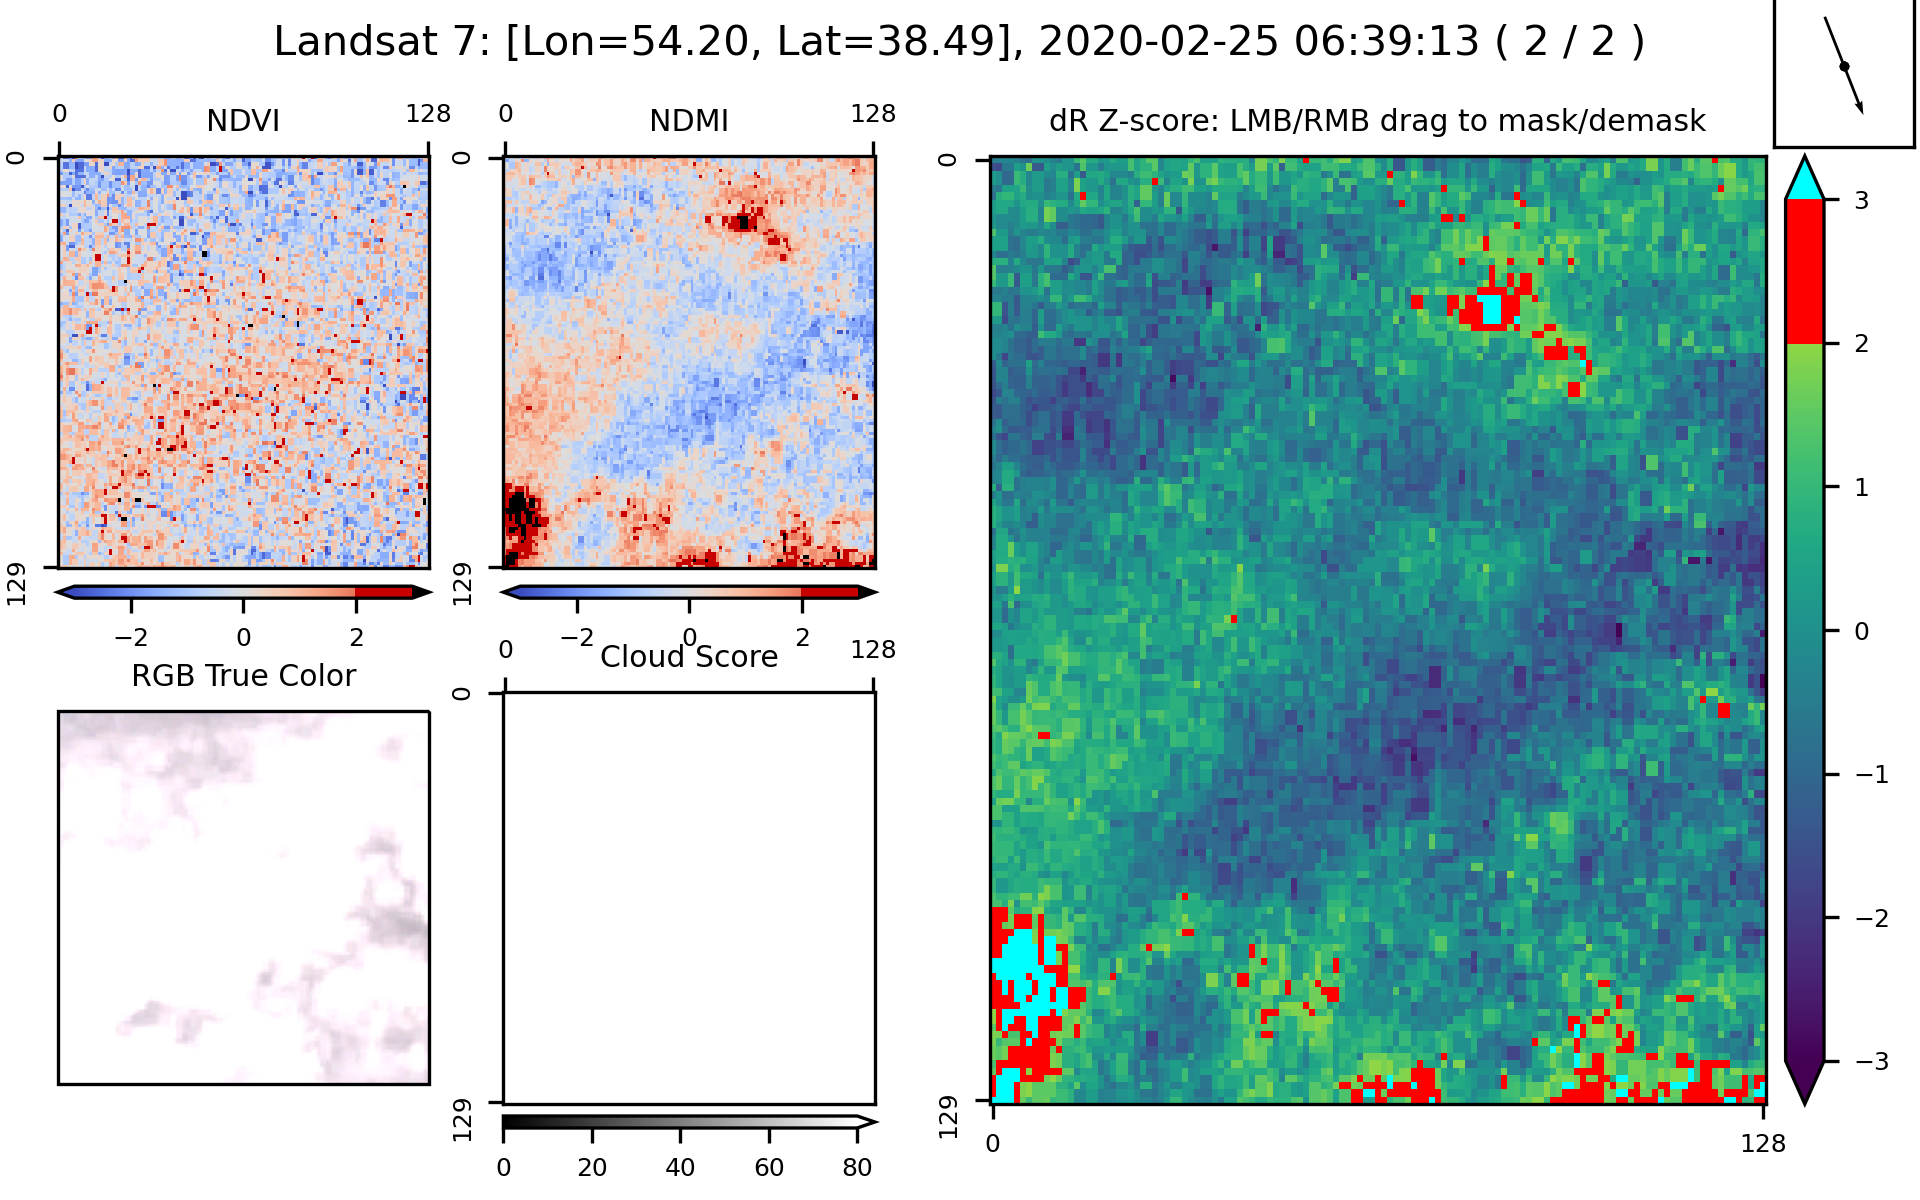 Landsat 7: [Lon=54.20, Lat=38.49], 2020-02-25 06:39:13 ( 2 / 2 )
NDVI
0 128
0
129
−2 0 2
NDMI
0 128
0
129
−2 0 2
dR Z-score: LMB/RMB drag to mask/demask
0
129
0 128
3
2
1
0
−1
−2
−3
RGB True Color
Cloud Score
0 128
0
129
0 20 40 60 80